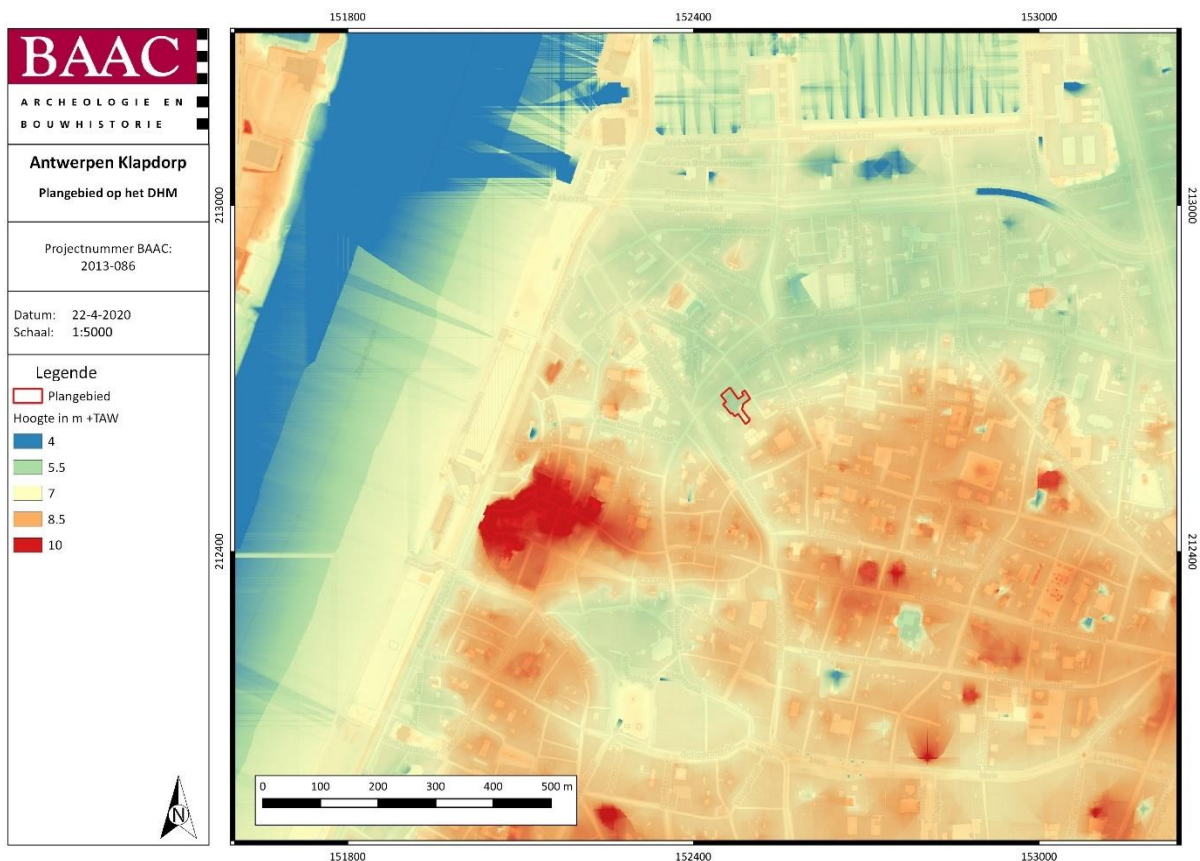 BAAC
ARCHEOLOGIE EN
BOUWHISTORIE
Antwerpen Klapdorp
Plangebied op het DHM
Projectnummer BAAC:
2013-086
Datum: 22-4-2020
Schaal: 1:5000
Legende
Plangebied
Hoogte in m +TAW
4
5.5
7
8.5
10
N
151800
152400
153000
213000
212400
213000
212400
0 100 200 300 400 500 m
151800
152400
153000